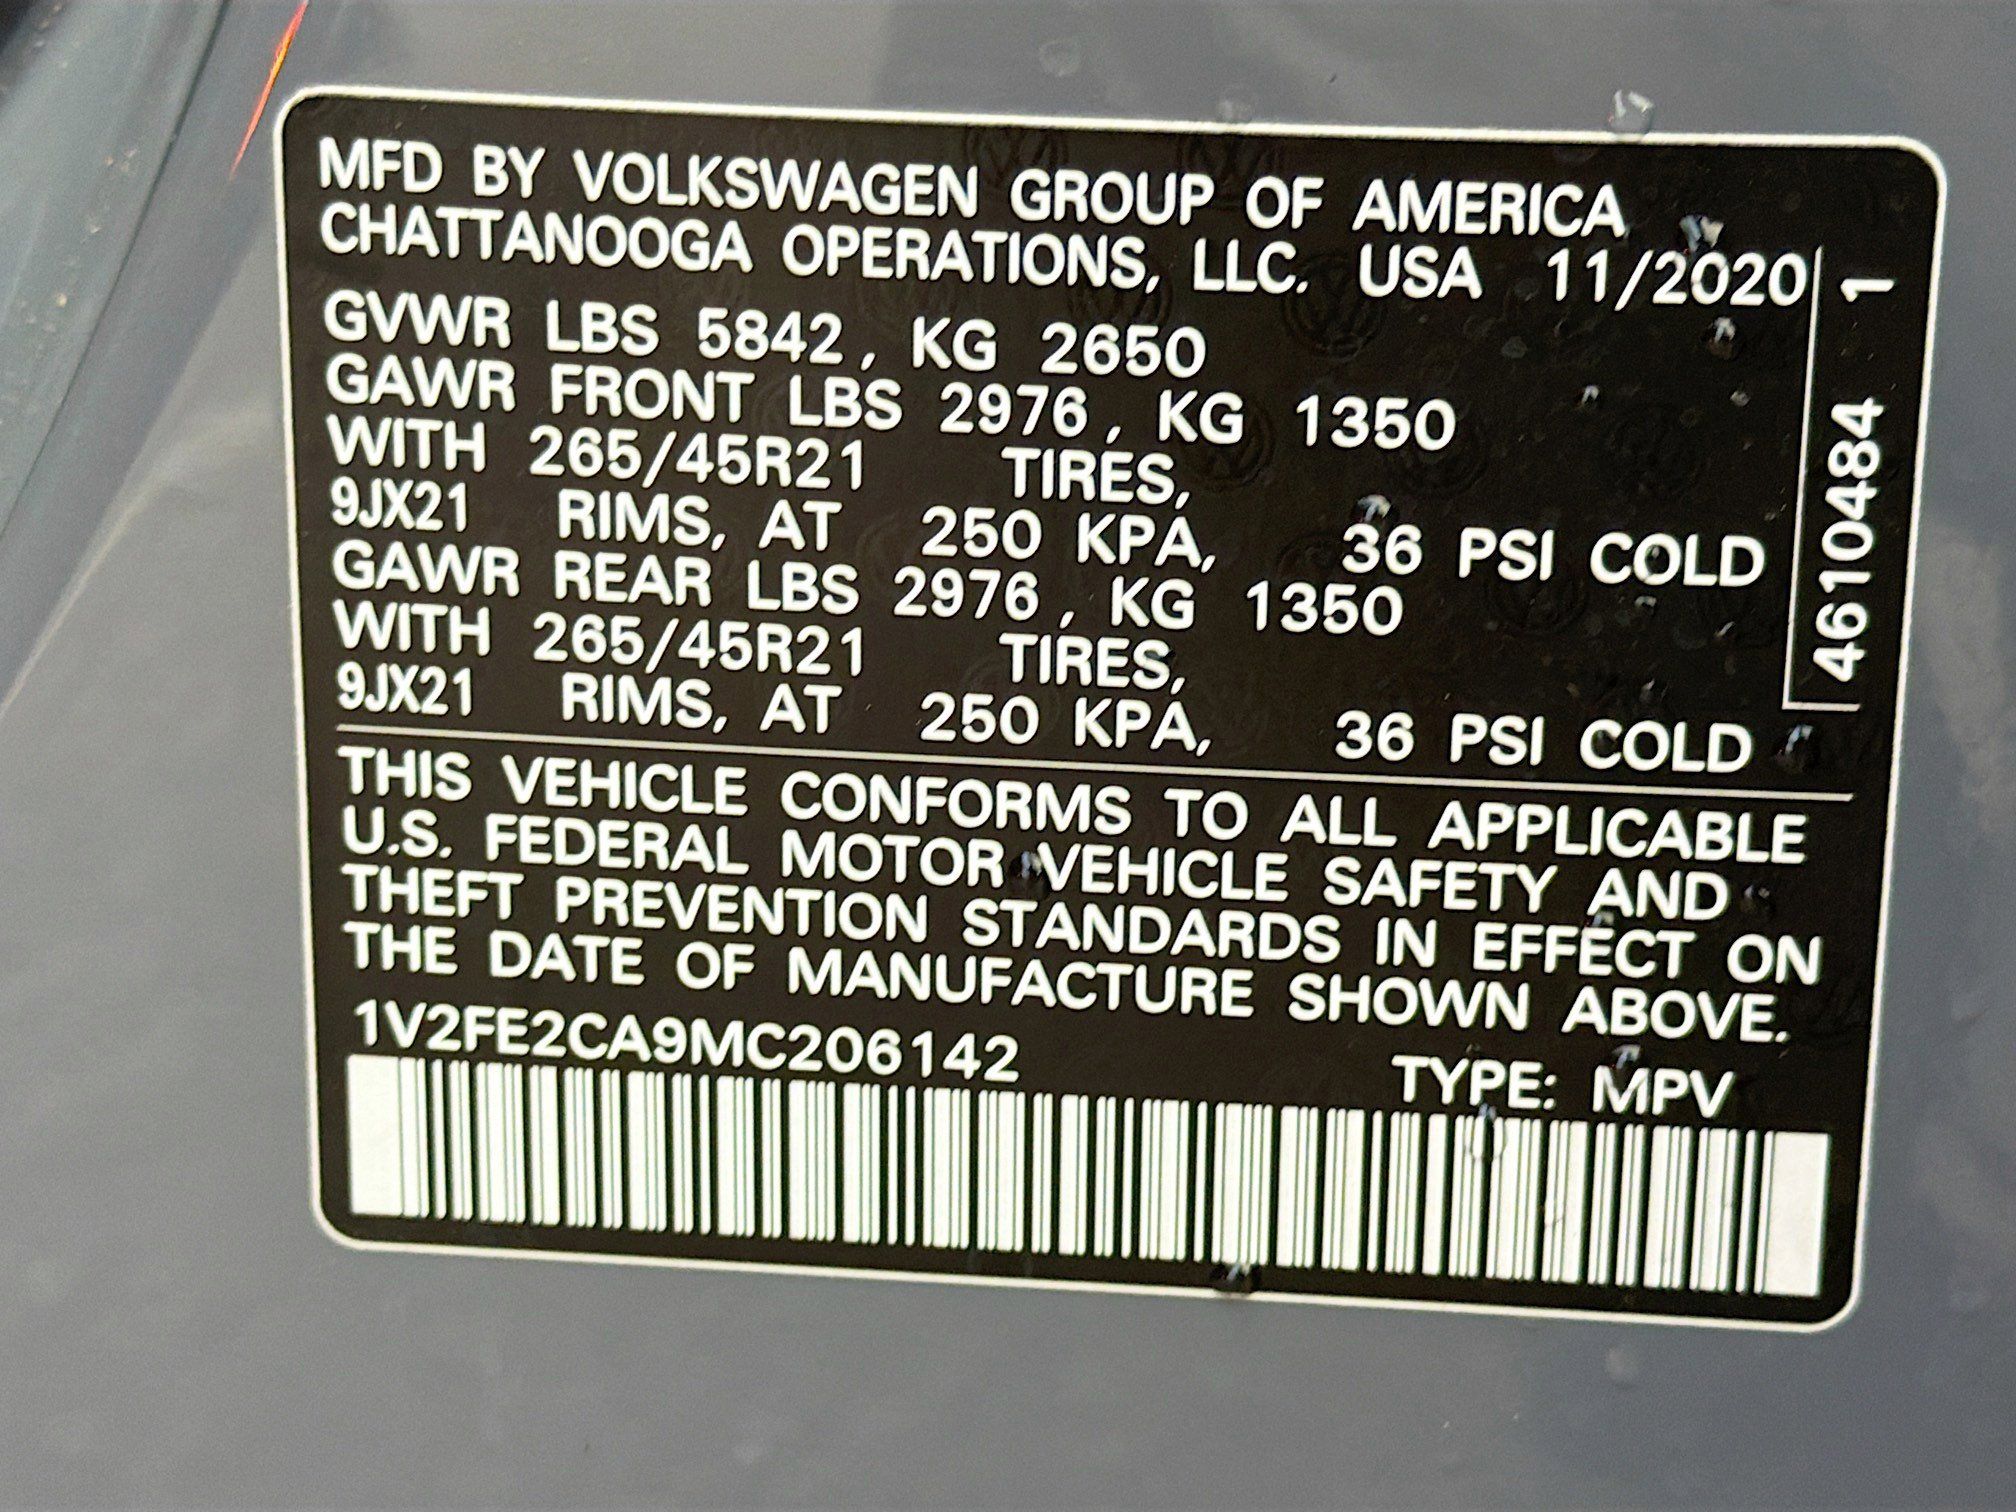 MFD BY VOLKSWAGEN GROUP OF AMERICA
CHATTANOOGA OPERATIONS, LLC. USA 11/2020
GVWR LBS 5842, KG 2650
GAWR FRONT LBS 2976, KG 1350
WITH 265/45R21 TIRES,
9JX21 RIMS, AT 250 KPA, 36 PSI COLD
GAWR REAR LBS 2976, KG 1350
WITH 265/45R21 TIRES,
9JX21 RIMS, AT 250 KPA, 36 PSI COLD
4610484 1
THIS VEHICLE CONFORMS TO ALL APPLICABLE
U.S. FEDERAL MOTOR VEHICLE SAFETY AND
THEFT PREVENTION STANDARDS IN EFFECT ON
THE DATE OF MANUFACTURE SHOWN ABOVE.
1V2FE2CA9MC206142
TYPE: MPV